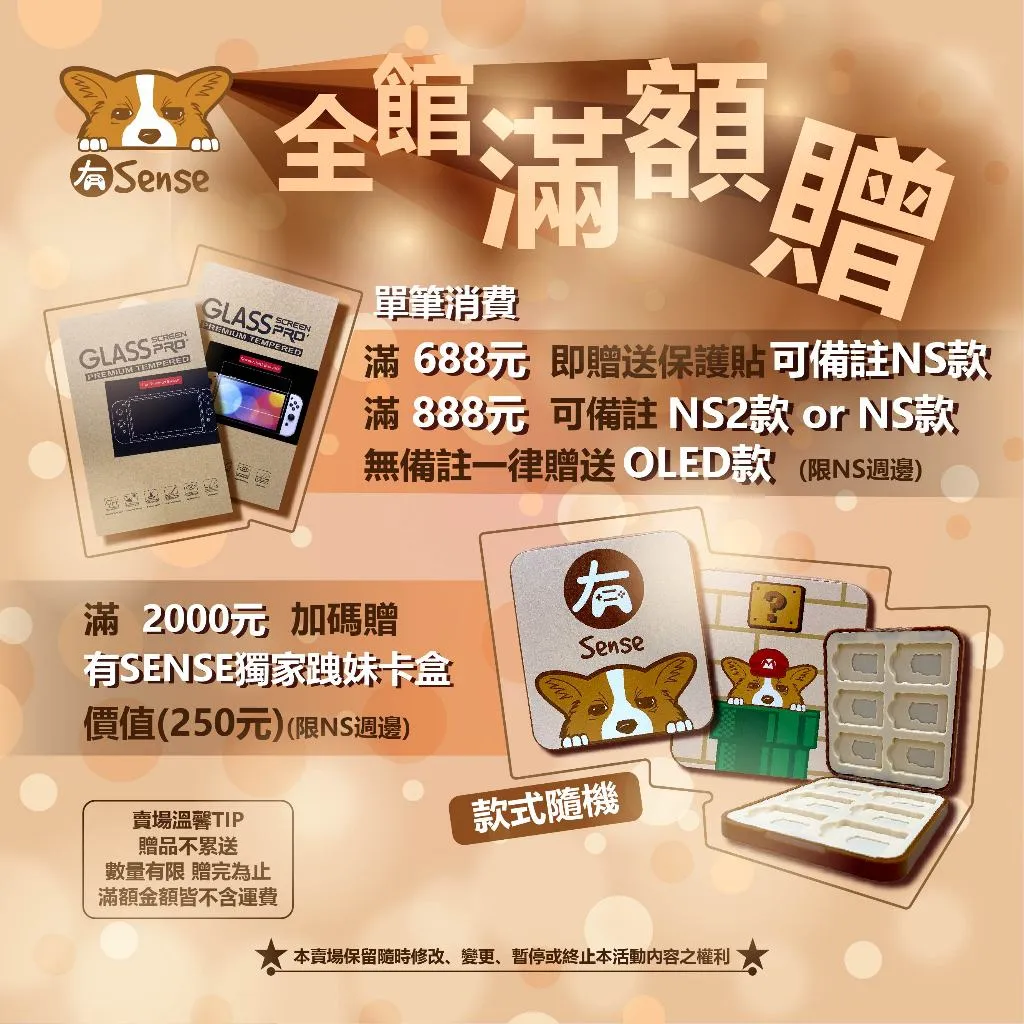 有Sense
全館滿額贈
GLASS SCREEN PRO+
PREMIUM TEMPERED
GLASS SCREEN PRO+
PREMIUM TEMPERED
單筆消費
滿 688元 即贈送保護貼 可備註NS款
滿 888元 可備註 NS2款 or NS款
無備註一律贈送 OLED款 (限NS週邊)
滿 2000元 加碼贈
有SENSE獨家跩妹卡盒
價值(250元)(限NS週邊)
有
Sense
?
M
款式隨機
賣場溫馨TIP
贈品不累送
數量有限 贈完為止
滿額金額皆不含運費
★ 本賣場保留隨時修改、變更、暫停或終止本活動內容之權利 ★